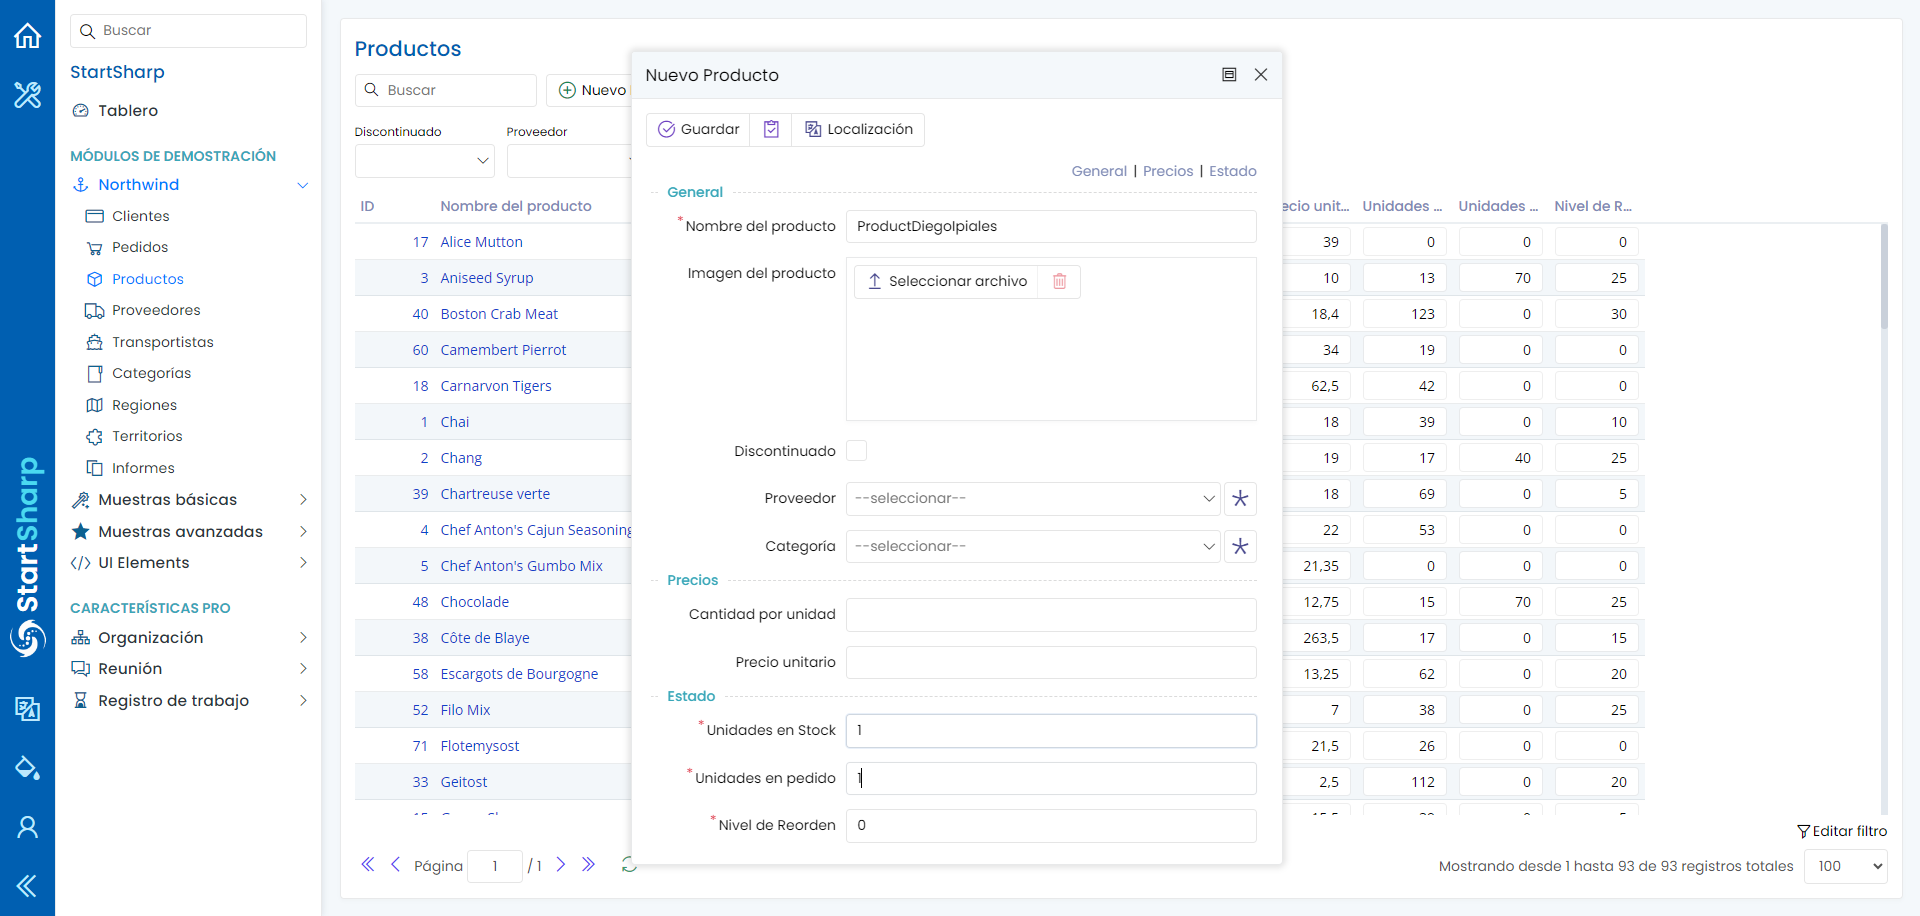 Buscar
StartSharp
Tablero
MÓDULOS DE DEMOSTRACIÓN
Northwind
Clientes
Pedidos
Productos
Proveedores
Transportistas
Categorías
Regiones
Territorios
Informes
Muestras básicas
Muestras avanzadas
UI Elements
CARACTERÍSTICAS PRO
Organización
Reunión
Registro de trabajo
StartSharp
Productos
Buscar
Nuevo
Discontinuado Proveedor
ID Nombre del producto
17 Alice Mutton
3 Aniseed Syrup
40 Boston Crab Meat
60 Camembert Pierrot
18 Carnarvon Tigers
1 Chai
2 Chang
39 Chartreuse verte
4 Chef Anton's Cajun Seasoning
5 Chef Anton's Gumbo Mix
48 Chocolade
38 Côte de Blaye
58 Escargots de Bourgogne
52 Filo Mix
71 Flotemysost
33 Geitost
Página 1 / 1
Nuevo Producto
Guardar Localización
General | Precios | Estado
General
*Nombre del producto ProductDiegoIpiales
Imagen del producto Seleccionar archivo
Discontinuado
Proveedor --seleccionar--
Categoría --seleccionar--
Precios
Cantidad por unidad
Precio unitario
Estado
*Unidades en Stock 1
*Unidades en pedido 1
*Nivel de Reorden 0
ecio unit... Unidades ... Unidades ... Nivel de R...
39 0 0 0
10 13 70 25
18,4 123 0 30
34 19 0 0
62,5 42 0 0
18 39 0 10
19 17 40 25
18 69 0 5
22 53 0 0
21,35 0 0 0
12,75 15 70 25
263,5 17 0 15
13,25 62 0 20
7 38 0 25
21,5 26 0 0
2,5 112 0 20
Editar filtro
Mostrando desde 1 hasta 93 de 93 registros totales 100